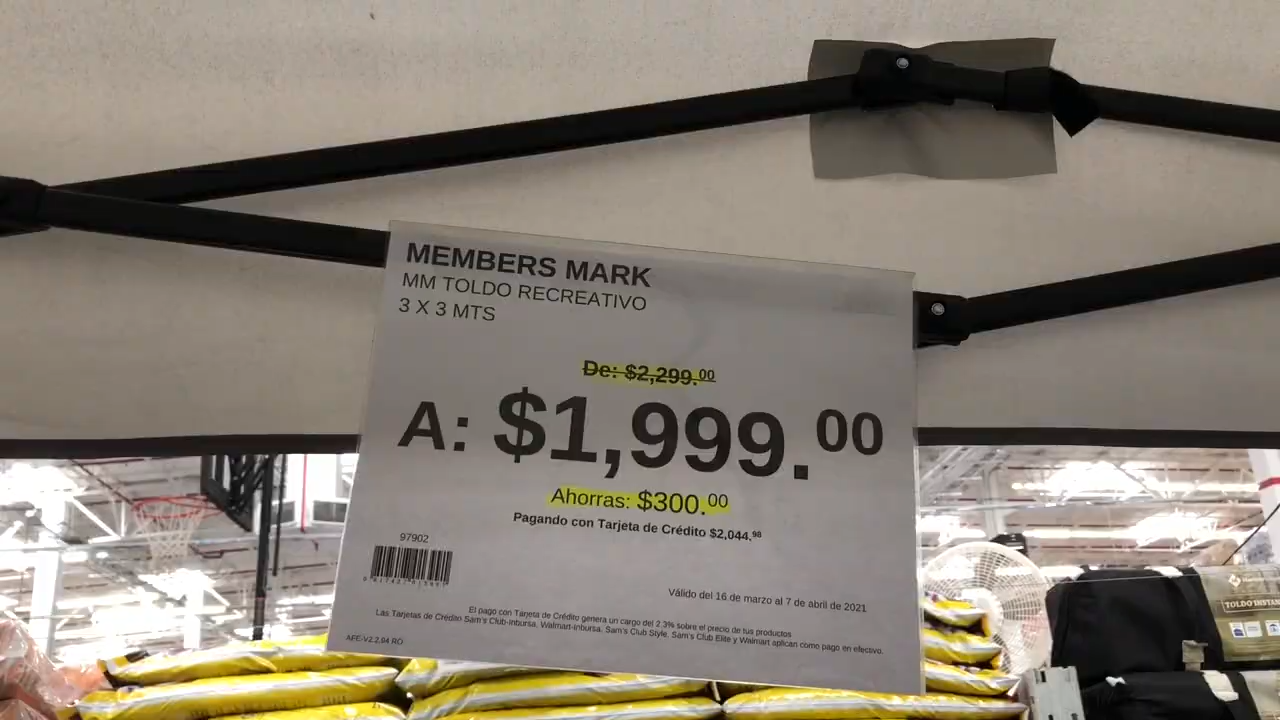 MEMBERS MARK
MM TOLDO RECREATIVO
3 X 3 MTS
De: $2,299.00
A: $1,999.00
Ahorras: $300.00
Pagando con Tarjeta de Crédito $2,044.98
97902
Válido del 16 de marzo al 7 de abril de 2021
El pago con Tarjeta de Crédito genera un cargo del 2.3% sobre el precio de tus productos
Las Tarjetas de Crédito Sam's Club-Inbursa, Walmart-Inbursa, Sam's Club Style, Sam's Club Elite y Walmart aplican como pago en efectivo.
AFE-V2.2.94 RO
TOLDO